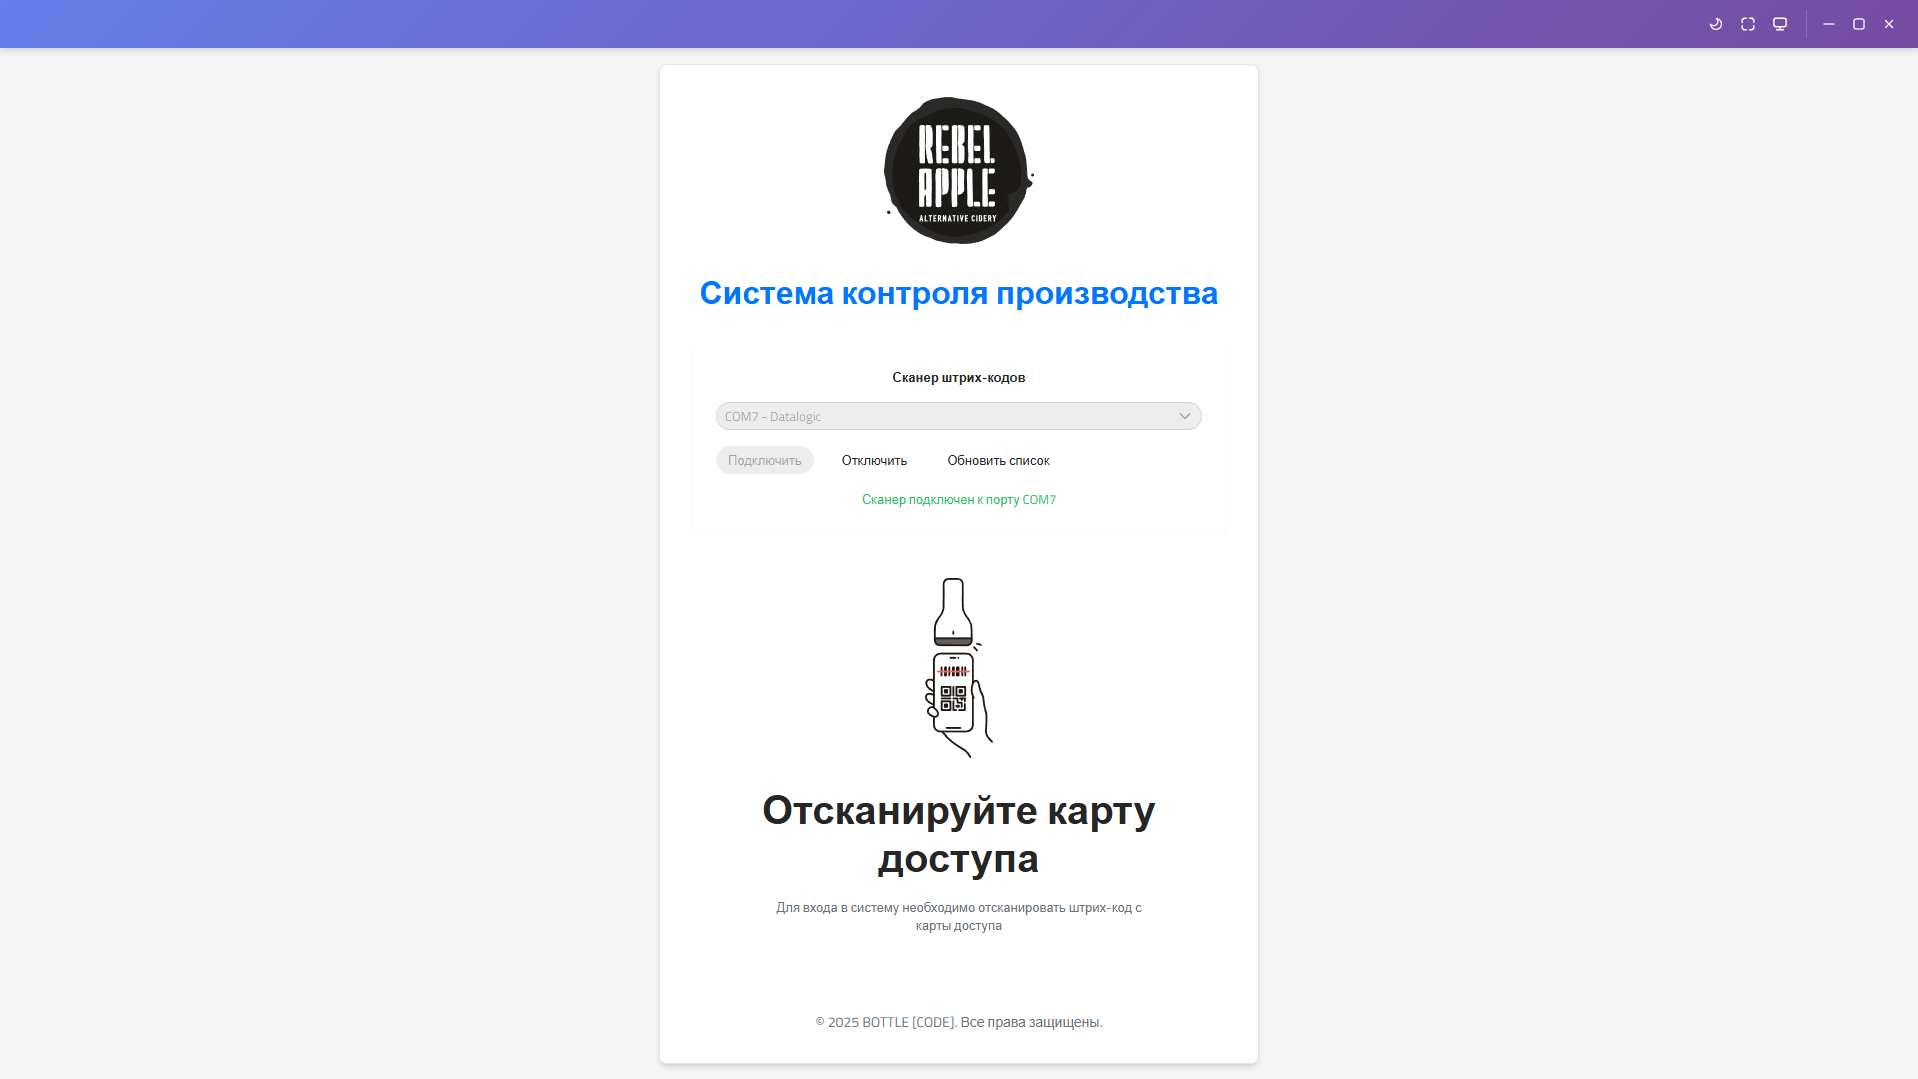 REBEL
APPLE
ALTERNATIVE CIDERY
Система контроля производства
Сканер штрих-кодов
COM7 - Datalogic
Подключить
Отключить
Обновить список
Сканер подключен к порту COM7
Отсканируйте карту
доступа
Для входа в систему необходимо отсканировать штрих-код с
карты доступа
© 2025 BOTTLE [CODE]. Все права защищены.